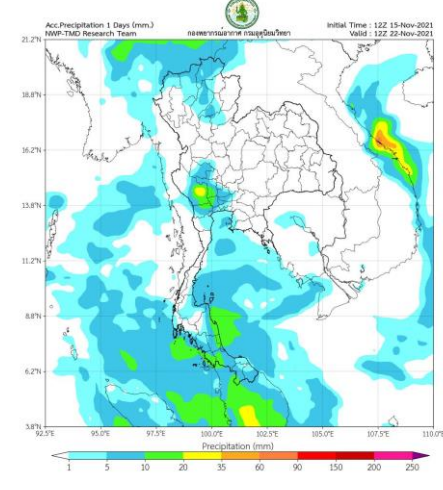 Acc.Precipitation 1 Days (mm.)
NWP-TMD Research Team
กองพยากรณ์อากาศ กรมอุตุนิยมวิทยา
Initial Time : 12Z 15-Nov-2021
Valid : 12Z 22-Nov-2021
21.2°N
18.8°N
16.2°N
13.8°N
11.2°N
8.8°N
6.2°N
3.8°N
92.5°E 95.0°E 97.5°E 100.0°E 102.5°E 105.0°E 107.5°E 110.0°E
Precipitation (mm)
1 5 10 20 35 60 90 150 200 250